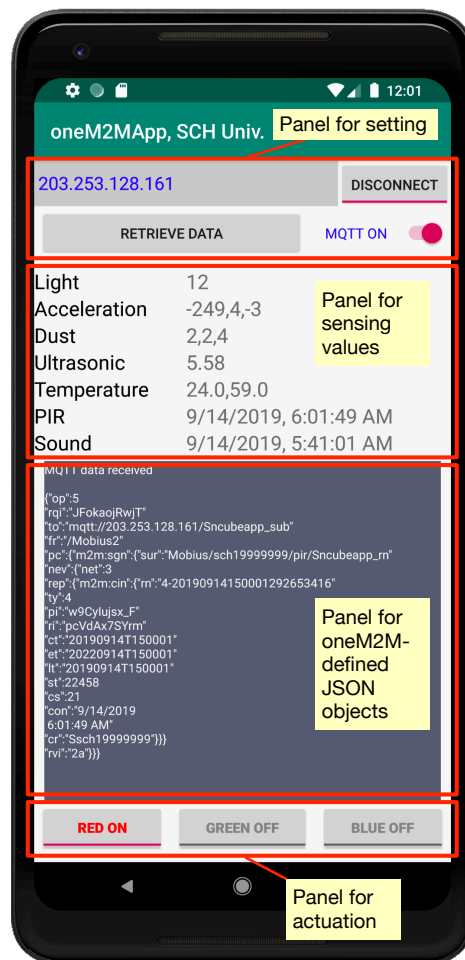 12:01
oneM2MApp, SCH Univ.
Panel for setting
203.253.128.161
DISCONNECT
RETRIEVE DATA
MQTT ON
Light 12
Acceleration -249,4,-3
Dust 2,2,4
Ultrasonic 5.58
Temperature 24.0,59.0
PIR 9/14/2019, 6:01:49 AM
Sound 9/14/2019, 5:41:01 AM
Panel for
sensing
values
MQTT data received
{"op":5
"rqi":"JFokaojRwjT"
"to":"mqtt://203.253.128.161/Sncubeapp_sub"
"fr":"/Mobius2"
"pc":{"m2m:sgn":{"sur":"Mobius/sch19999999/pir/Sncubeapp_rn"
"nev":{"net":3
"rep":{"m2m:cin":{"rn":"4-20190914150001292653416"
"ty":4
"pi":"w9Cylujsx_F"
"ri":"pcVdAx7SYrm"
"ct":"20190914T150001"
"et":"20220914T150001"
"lt":"20190914T150001"
"st":22458
"cs":21
"con":"9/14/2019
6:01:49 AM"
"cr":"Ssch19999999"}}}
"rvi":"2a"}}}
Panel for
oneM2M-
defined
JSON
objects
RED ON
GREEN OFF
BLUE OFF
Panel for
actuation